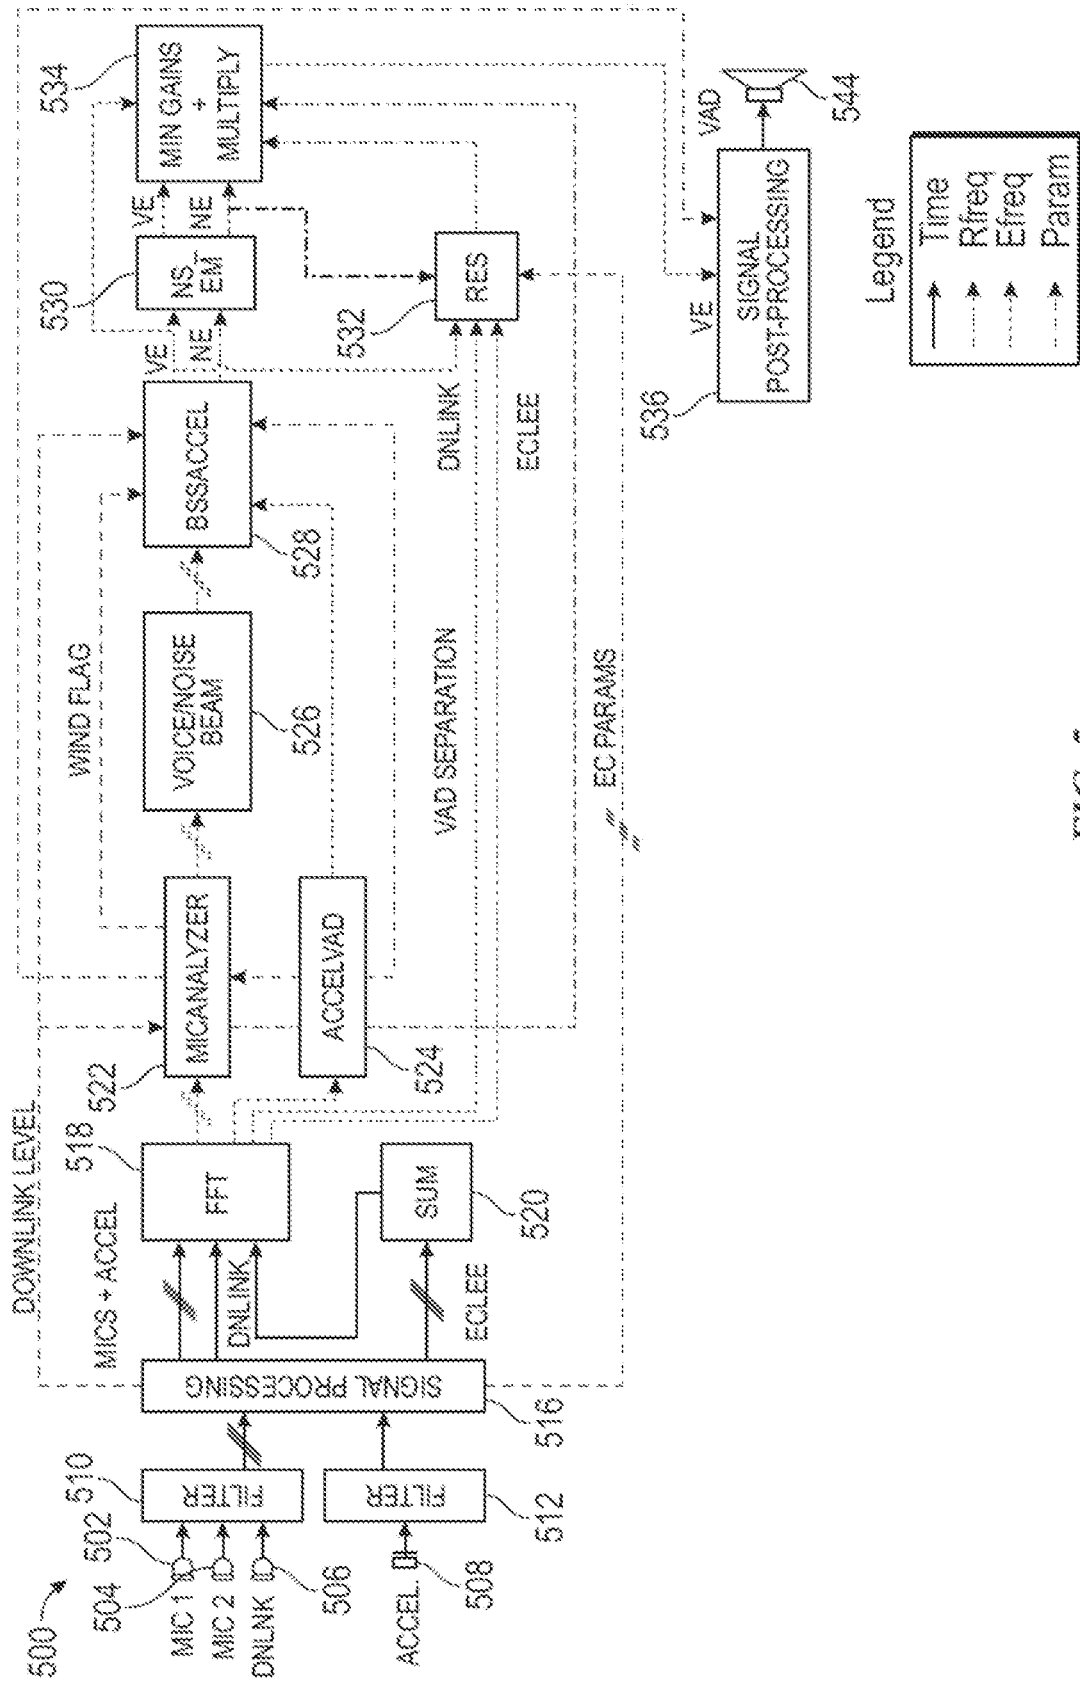 500
MIC 1
502
MIC 2
504
DNLNK
506
ACCEL.
508
FILTER
510
FILTER
512
SIGNAL PROCESSING
516
DOWNLINK LEVEL
MICS + ACCEL
DNLINK
ECLEE
FFT
518
SUM
520
MICANALYZER
522
ACCELVAD
524
WIND FLAG
VOICE/NOISE
BEAM
526
VAD SEPARATION
EC PARAMS
BSSACCEL
528
VE
NE
DNLINK
ECLEE
NS_
EM
530
RES
532
VE
NE
MIN GAINS
+
MULTIPLY
534
VE
VAD
SIGNAL
POST-PROCESSING
536
544
Legend
Time
Rfreq
Efreq
Param